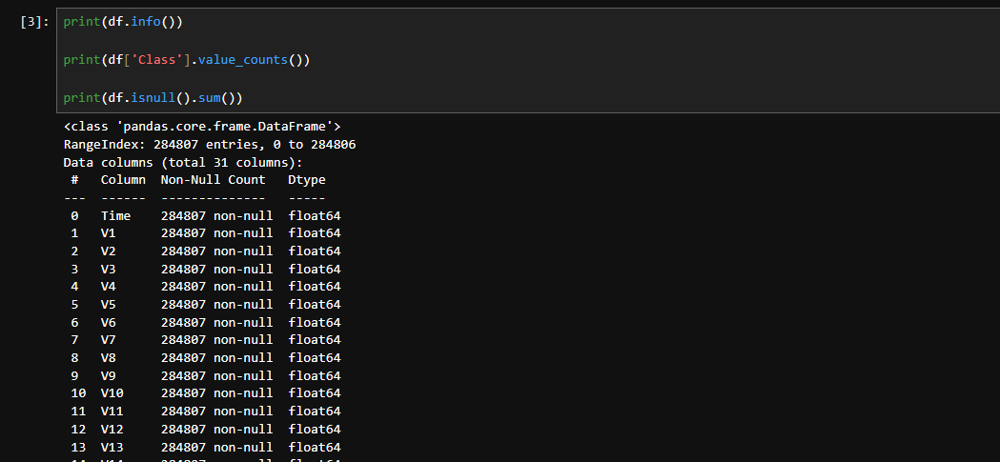 [3]: print(df.info())
print(df['Class'].value_counts())
print(df.isnull().sum())
<class 'pandas.core.frame.DataFrame'>
RangeIndex: 284807 entries, 0 to 284806
Data columns (total 31 columns):
 #   Column  Non-Null Count   Dtype
---  ------  --------------   -----
 0   Time    284807 non-null  float64
 1   V1      284807 non-null  float64
 2   V2      284807 non-null  float64
 3   V3      284807 non-null  float64
 4   V4      284807 non-null  float64
 5   V5      284807 non-null  float64
 6   V6      284807 non-null  float64
 7   V7      284807 non-null  float64
 8   V8      284807 non-null  float64
 9   V9      284807 non-null  float64
 10  V10     284807 non-null  float64
 11  V11     284807 non-null  float64
 12  V12     284807 non-null  float64
 13  V13     284807 non-null  float64